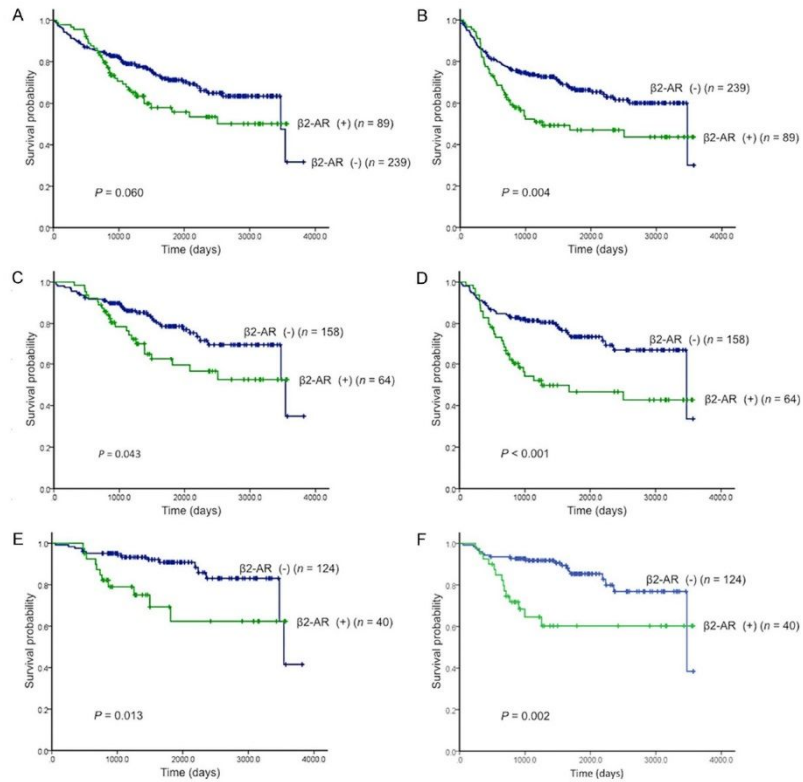 A
Survival probability
1.0
0.8
0.6
0.4
0.2
0.0
β2-AR (+) (n = 89)
β2-AR (-) (n = 239)
P = 0.060
0 1000.0 2000.0 3000.0 4000.0
Time (days)
B
Survival probability
1.0
0.8
0.6
0.4
0.2
0.0
β2-AR (-) (n = 239)
β2-AR (+) (n = 89)
P = 0.004
0 1000.0 2000.0 3000.0 4000.0
Time (days)
C
Survival probability
1.0
0.8
0.6
0.4
0.2
0.0
β2-AR (-) (n = 158)
β2-AR (+) (n = 64)
P = 0.043
0 1000.0 2000.0 3000.0 4000.0
Time (days)
D
Survival probability
1.0
0.8
0.6
0.4
0.2
0.0
β2-AR (-) (n = 158)
β2-AR (+) (n = 64)
P < 0.001
0 1000.0 2000.0 3000.0 4000.0
Time (days)
E
Survival probability
1.0
0.8
0.6
0.4
0.2
0.0
β2-AR (-) (n = 124)
β2-AR (+) (n = 40)
P = 0.013
0 1000.0 2000.0 3000.0 4000.0
Time (days)
F
Survival probability
1.0
0.8
0.6
0.4
0.2
0.0
β2-AR (-) (n = 124)
β2-AR (+) (n = 40)
P = 0.002
0 1000.0 2000.0 3000.0 4000.0
Time (days)